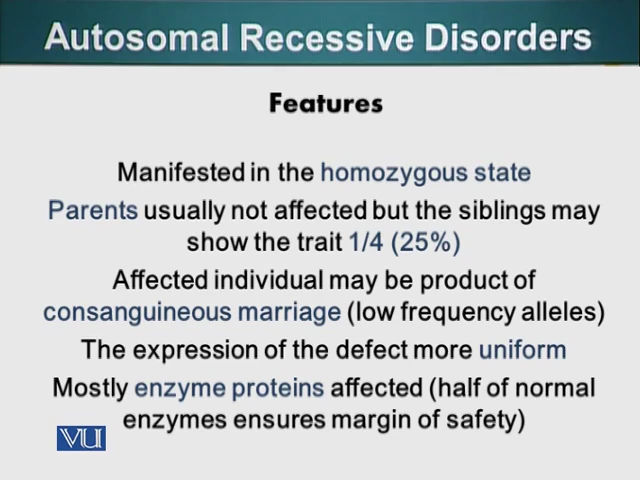 Autosomal Recessive Disorders
Features
Manifested in the homozygous state
Parents usually not affected but the siblings may
show the trait 1/4 (25%)
Affected individual may be product of
consanguineous marriage (low frequency alleles)
The expression of the defect more uniform
Mostly enzyme proteins affected (half of normal
enzymes ensures margin of safety)
VU